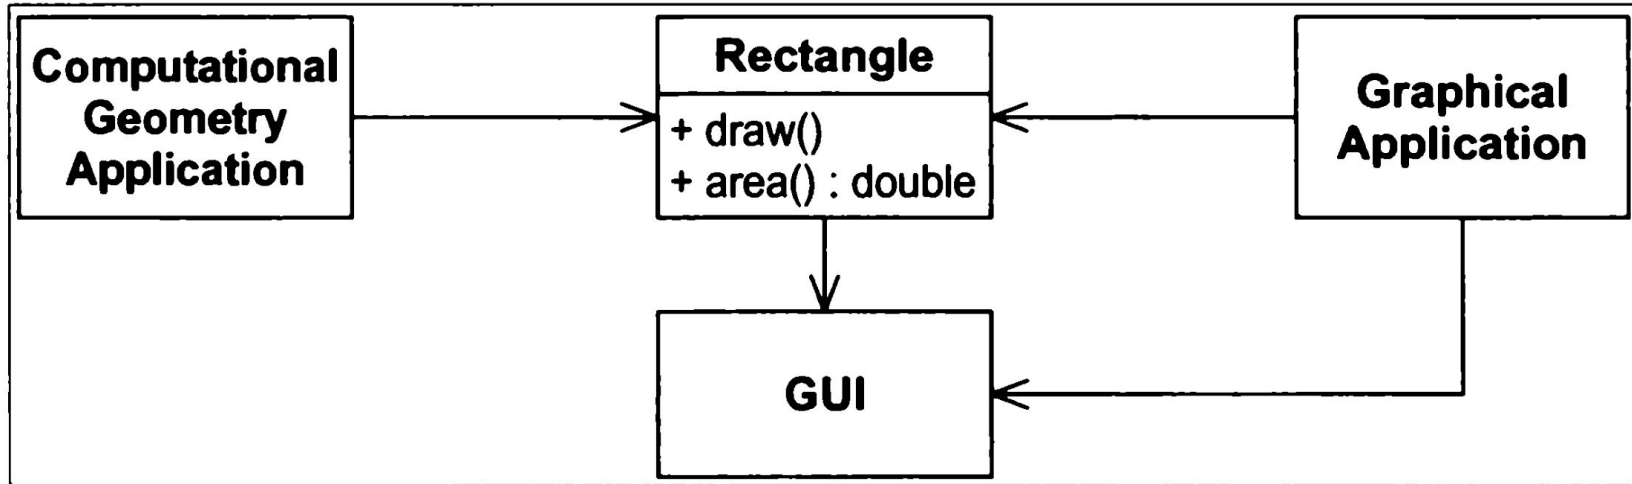 Computational
Geometry
Application
Rectangle
+ draw()
+ area() : double
Graphical
Application
GUI